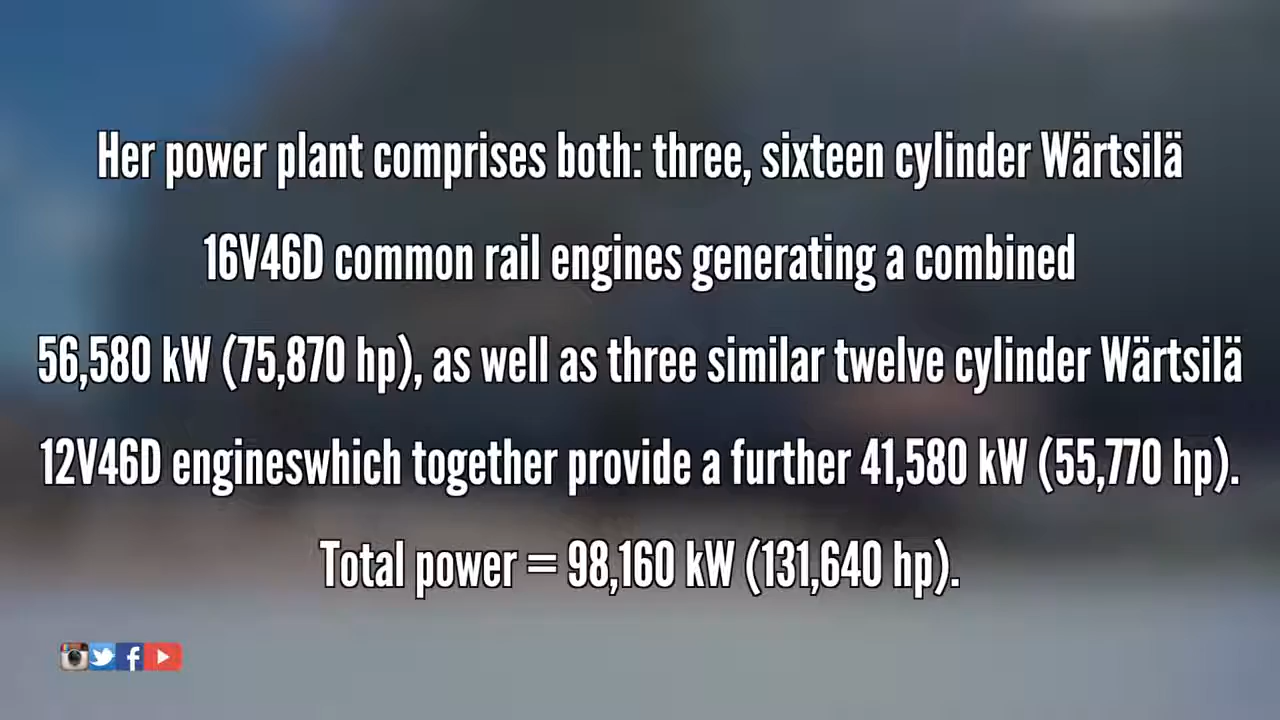 Her power plant comprises both: three, sixteen cylinder Wärtsilä
16V46D common rail engines generating a combined
56,580 kW (75,870 hp), as well as three similar twelve cylinder Wärtsilä
12V46D engineswhich together provide a further 41,580 kW (55,770 hp).
Total power = 98,160 kW (131,640 hp).